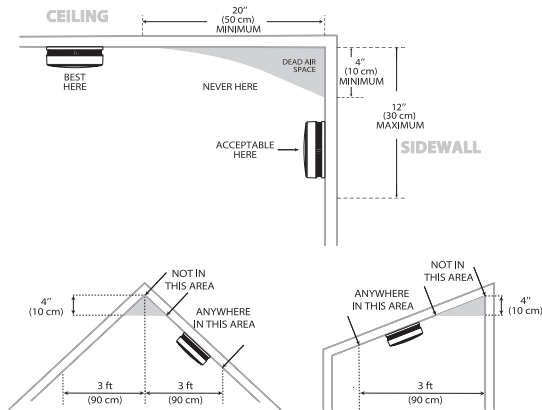 CEILING
20"
(50 cm)
MINIMUM
BEST
HERE
NEVER HERE
DEAD AIR
SPACE
4"
(10 cm)
MINIMUM
12"
(30 cm)
MAXIMUM
ACCEPTABLE
HERE
SIDEWALL
NOT IN
THIS AREA
4"
(10 cm)
ANYWHERE
IN THIS AREA
3 ft
(90 cm)
3 ft
(90 cm)
NOT IN
THIS AREA
ANYWHERE
IN THIS AREA
4"
(10 cm)
3 ft
(90 cm)